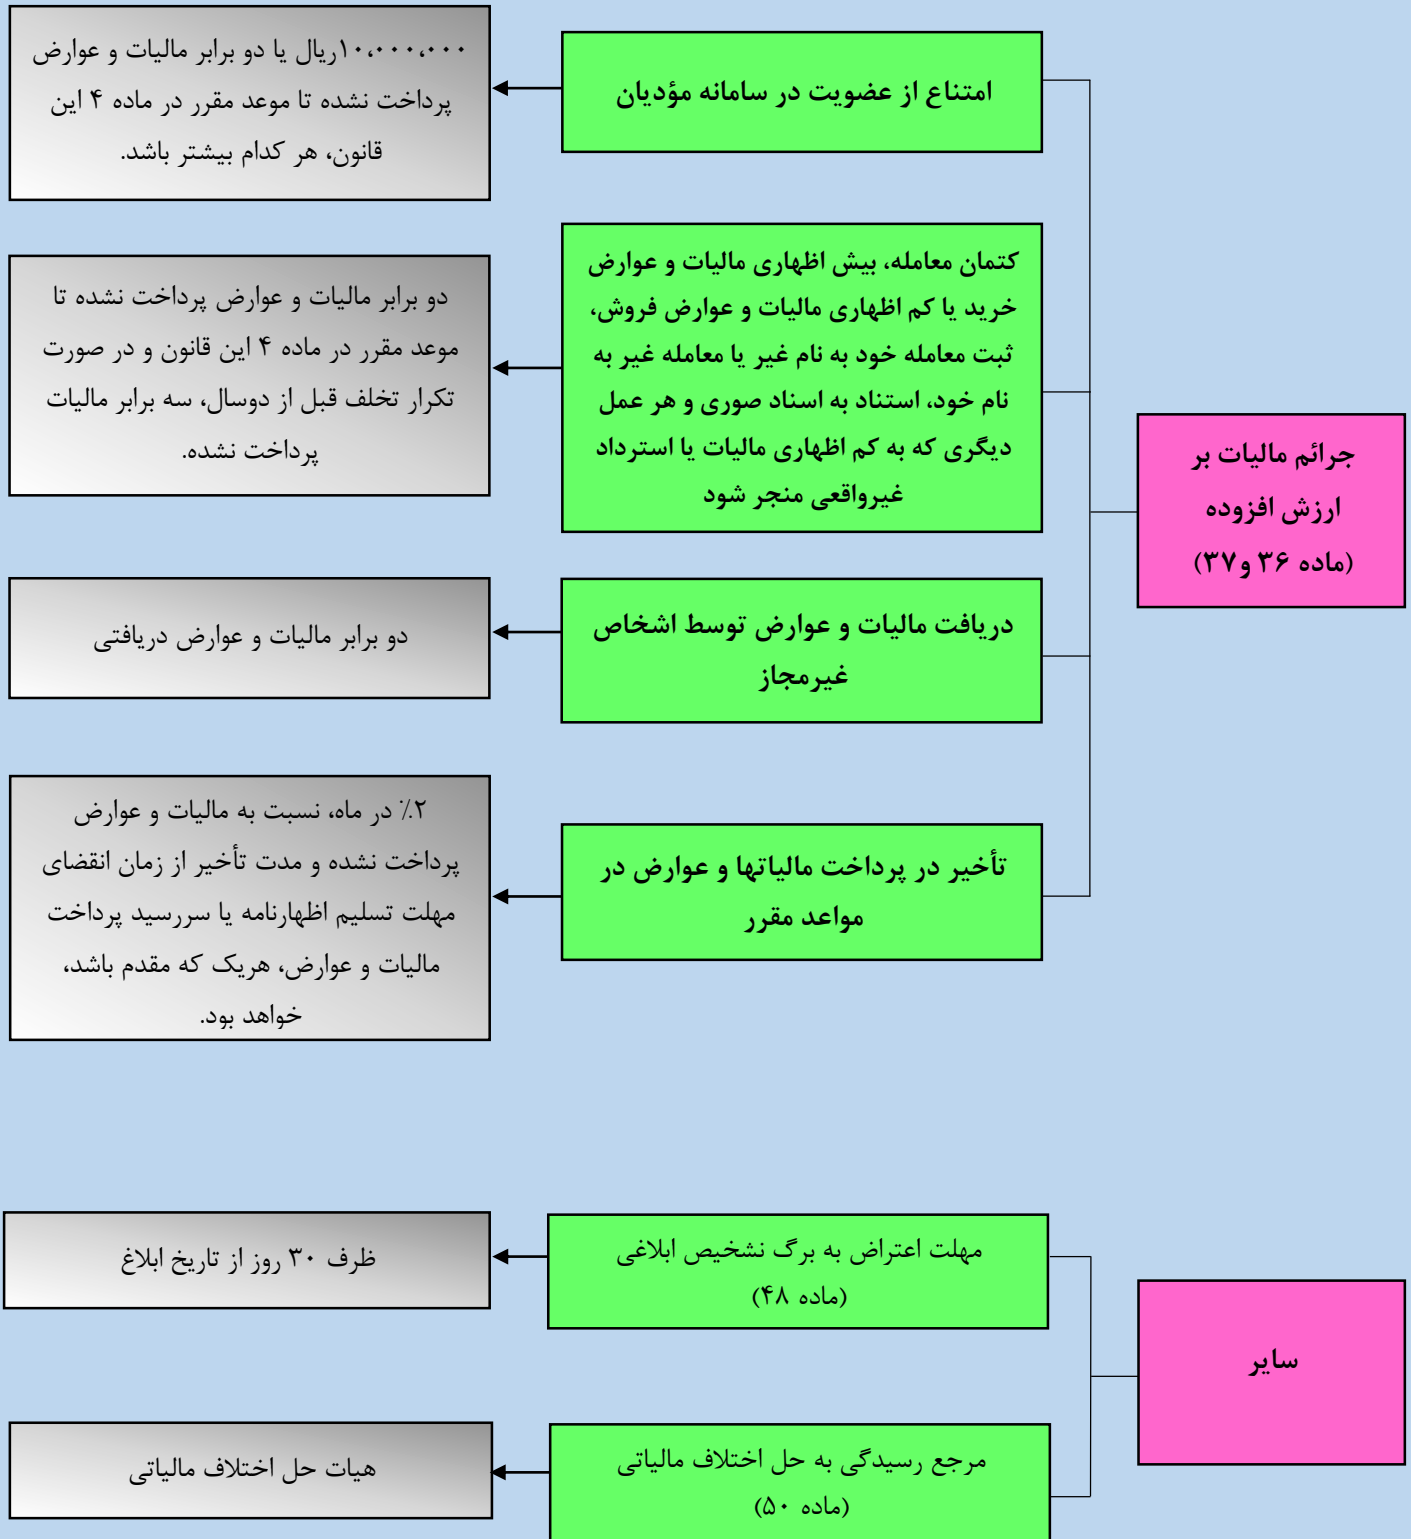 جرائم مالیات بر
ارزش افزوده
(ماده ۳۶ و۳۷)
امتناع از عضویت در سامانه مؤدیان
۱۰،۰۰۰،۰۰۰ریال یا دو برابر مالیات و عوارض
پرداخت نشده تا موعد مقرر در ماده ۴ این
قانون، هر کدام بیشتر باشد.
کتمان معامله، بیش اظهاری مالیات و عوارض
خرید یا کم اظهاری مالیات و عوارض فروش،
ثبت معامله خود به نام غیر یا معامله غیر به
نام خود، استناد به اسناد صوری و هر عمل
دیگری که به کم اظهاری مالیات یا استرداد
غیرواقعی منجر شود
دو برابر مالیات و عوارض پرداخت نشده تا
موعد مقرر در ماده ۴ این قانون و در صورت
تکرار تخلف قبل از دوسال، سه برابر مالیات
پرداخت نشده.
دریافت مالیات و عوارض توسط اشخاص
غیرمجاز
دو برابر مالیات و عوارض دریافتی
تأخیر در پرداخت مالیاتها و عوارض در
مواعد مقرر
۲٪ در ماه، نسبت به مالیات و عوارض
پرداخت نشده و مدت تأخیر از زمان انقضای
مهلت تسلیم اظهارنامه یا سررسید پرداخت
مالیات و عوارض، هریک که مقدم باشد،
خواهد بود.
سایر
مهلت اعتراض به برگ نشخیص ابلاغی
(ماده ۴۸)
ظرف ۳۰ روز از تاریخ ابلاغ
مرجع رسیدگی به حل اختلاف مالیاتی
(ماده ۵۰)
هیات حل اختلاف مالیاتی